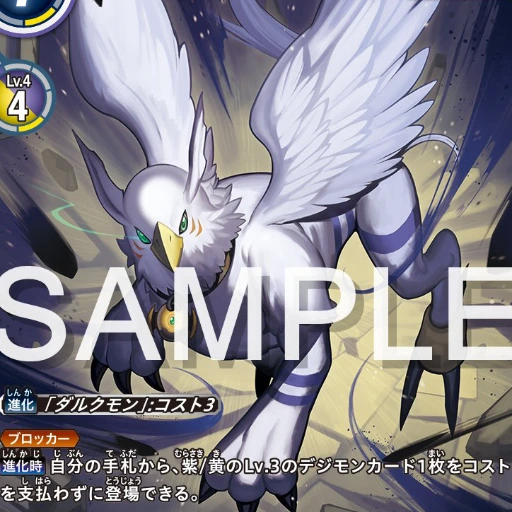 Lv.4
4
SAMPLE
進化 「ダルクモン」:コスト3
ブロッカー
進化時 自分の手札から、紫/黄のLv.3のデジモンカード1枚をコスト
を支払わずに登場できる。